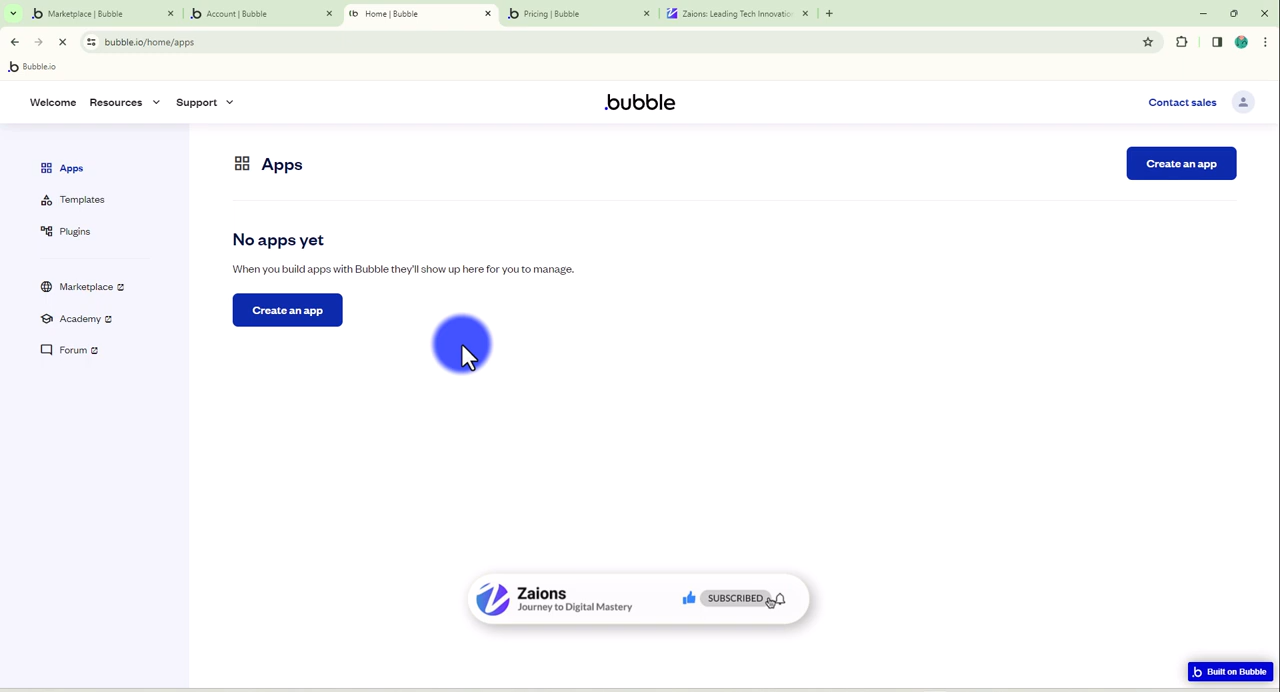 Marketplace | Bubble
Account | Bubble
Home | Bubble
Pricing | Bubble
Zaions: Leading Tech Innovatio
bubble.io/home/apps
Bubble.io
Welcome Resources Support
.bubble
Contact sales
Apps
Templates
Plugins
Marketplace
Academy
Forum
Apps
Create an app
No apps yet
When you build apps with Bubble they'll show up here for you to manage.
Create an app
Zaions
Journey to Digital Mastery
SUBSCRIBED
Built on Bubble